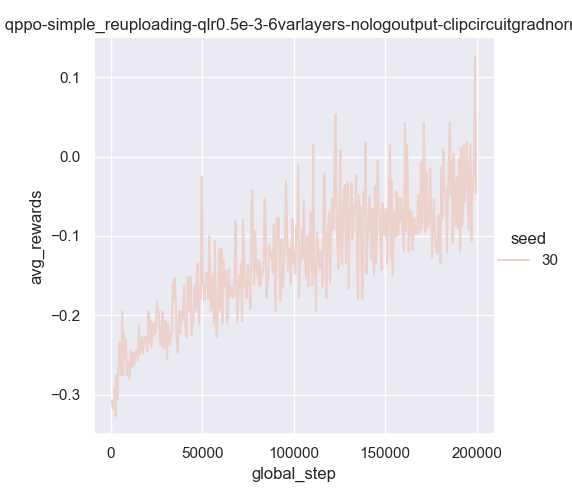 qppo-simple_reuploading-qlr0.5e-3-6varlayers-nologoutput-clipcircuitgradnorr
0.1
0.0
−0.1
−0.2
−0.3
avg_rewards
0
50000
100000
150000
200000
global_step
seed
30